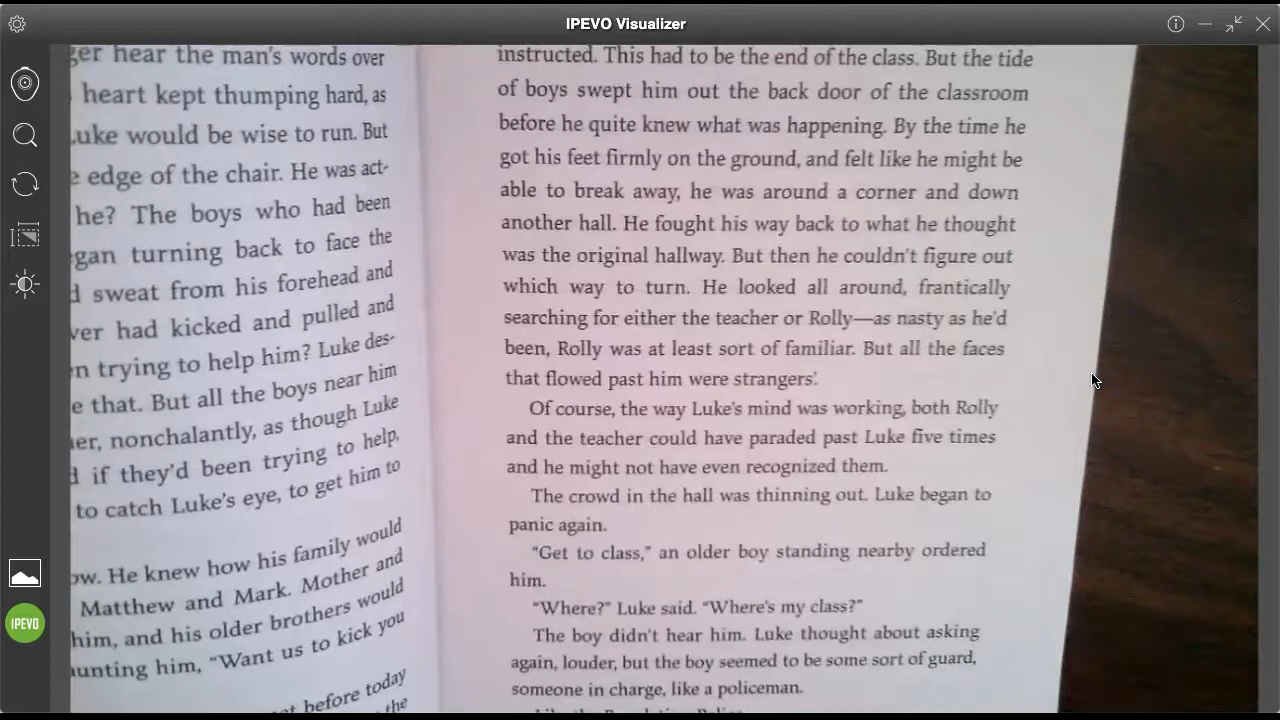 IPEVO Visualizer
ger hear the man's words over
heart kept thumping hard, as
Luke would be wise to run. But
edge of the chair. He was act-
he? The boys who had been
gan turning back to face the
sweat from his forehead and
ver had kicked and pulled and
n trying to help him? Luke des-
e that. But all the boys near him
er, nonchalantly, as though Luke
if they'd been trying to help,
to catch Luke's eye, to get him to
ow. He knew how his family would
Matthew and Mark. Mother and
him, and his older brothers would
unting him, "Want us to kick you
before today
the
instructed. This had to be the end of the class. But the tide
of boys swept him out the back door of the classroom
before he quite knew what was happening. By the time he
got his feet firmly on the ground, and felt like he might be
able to break away, he was around a corner and down
another hall. He fought his way back to what he thought
was the original hallway. But then he couldn't figure out
which way to turn. He looked all around, frantically
searching for either the teacher or Rolly—as nasty as he'd
been, Rolly was at least sort of familiar. But all the faces
that flowed past him were strangers'.
Of course, the way Luke's mind was working, both Rolly
and the teacher could have paraded past Luke five times
and he might not have even recognized them.
The crowd in the hall was thinning out. Luke began to
panic again.
"Get to class," an older boy standing nearby ordered
him.
"Where?" Luke said. "Where's my class?"
The boy didn't hear him. Luke thought about asking
again, louder, but the boy seemed to be some sort of guard,
someone in charge, like a policeman.
IPEVO